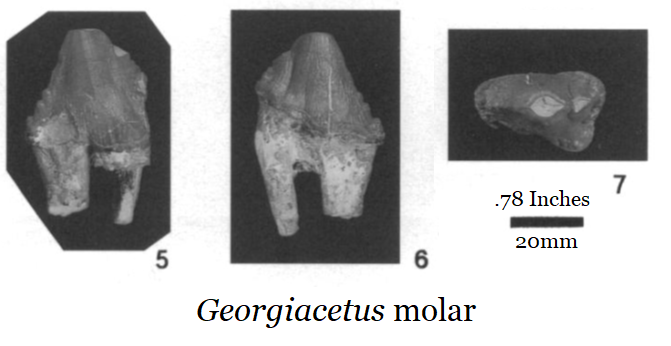 5
6
7
.78 Inches
20mm
Georgiacetus molar